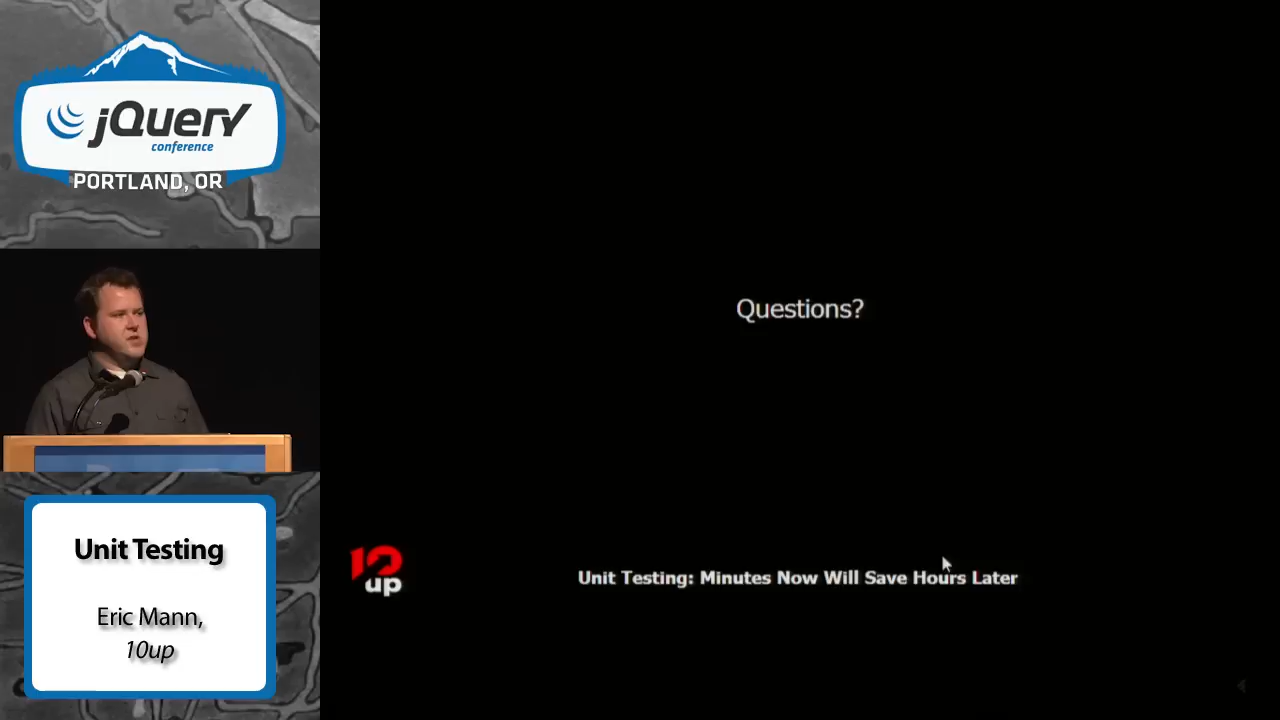 jQuery
conference
PORTLAND, OR
Questions?
10
up
Unit Testing: Minutes Now Will Save Hours Later
Unit Testing
Eric Mann,
10up